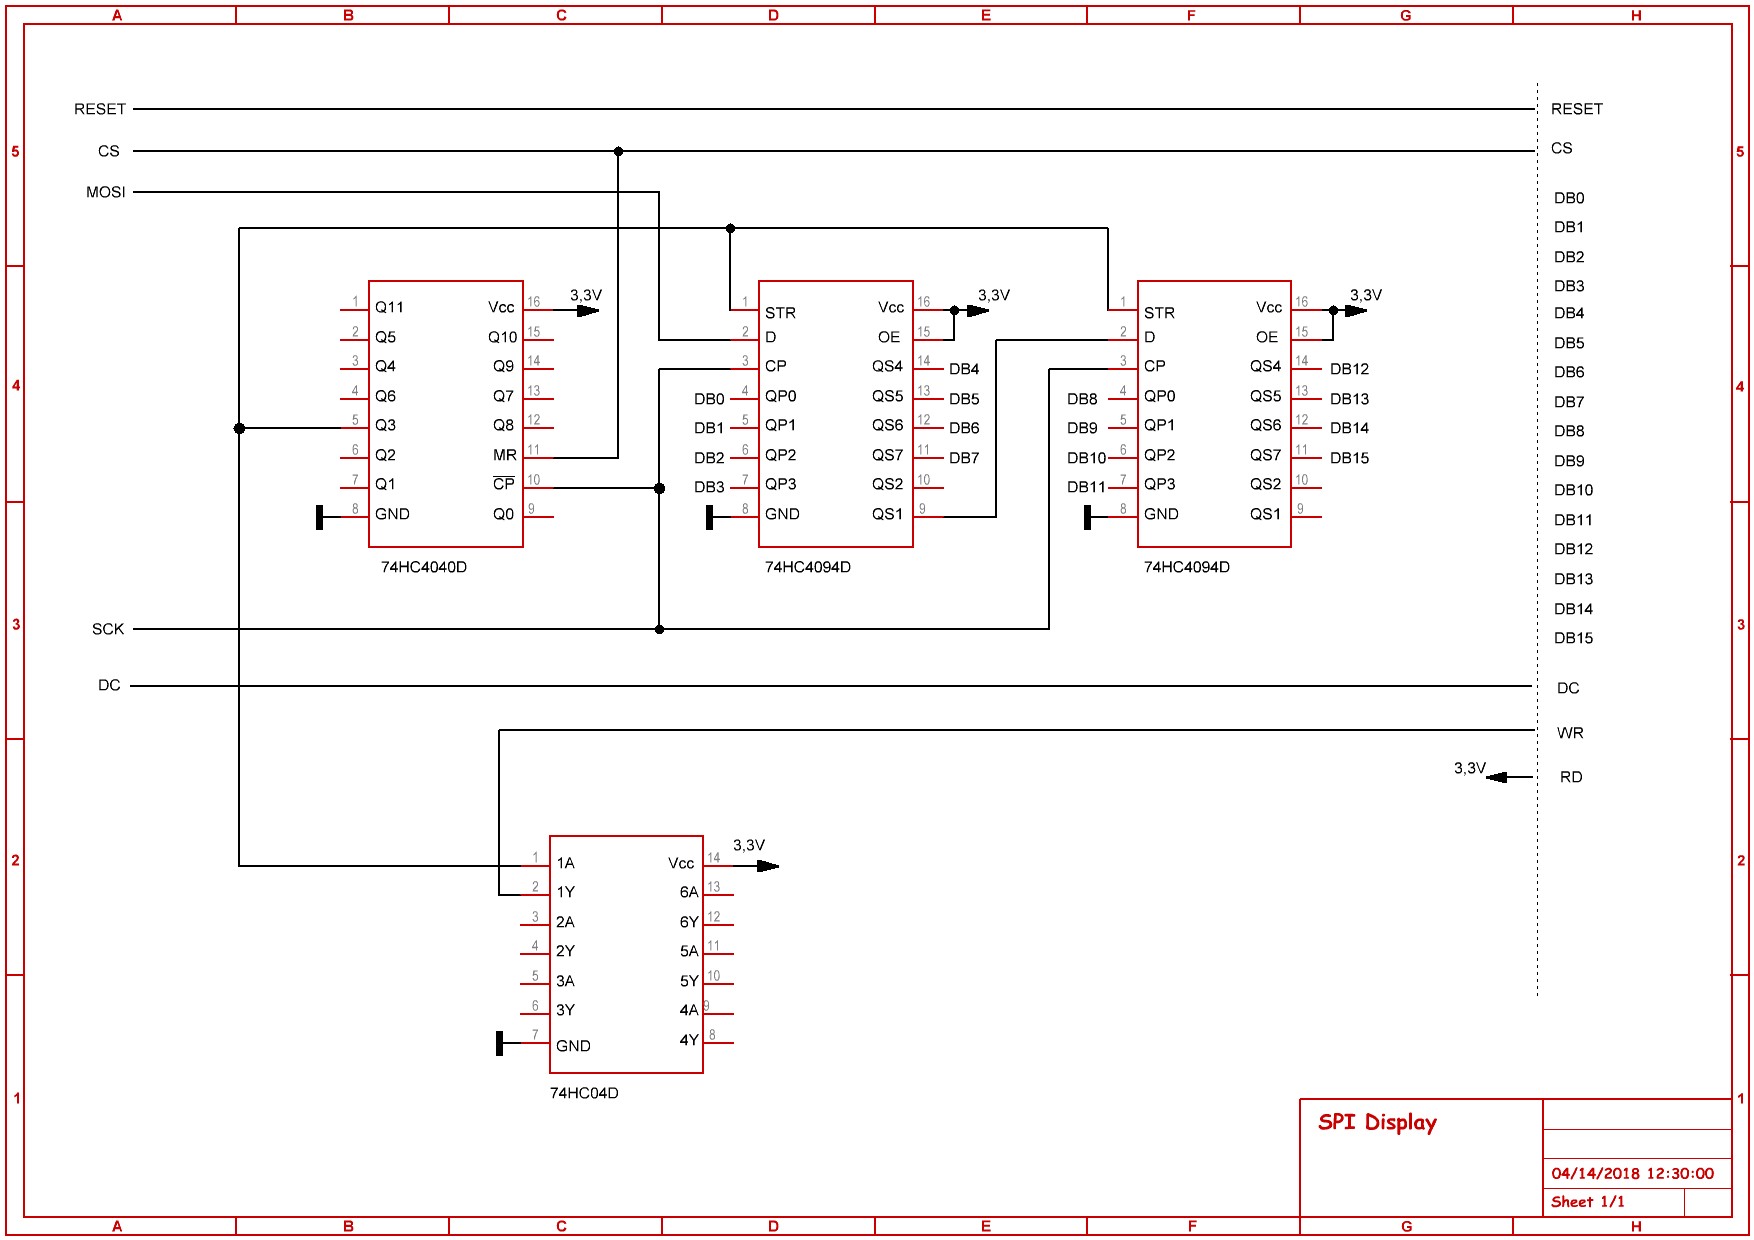 A B C D E F G H
RESET RESET
5 CS CS 5
MOSI
DB0
DB1
DB2
DB3
DB4
DB5
DB6
DB7
DB8
DB9
DB10
DB11
DB12
DB13
DB14
DB15
3,3V 3,3V 3,3V
1 Q11 Vcc 16
2 Q5 Q10 15
3 Q4 Q9 14
4 Q6 Q7 13
5 Q3 Q8 12
6 Q2 MR 11
7 Q1 CP 10
8 GND Q0 9
74HC4040D
1 STR Vcc 16
2 D OE 15
3 CP QS4 14 DB4
DB0 4 QP0 QS5 13 DB5
DB1 5 QP1 QS6 12 DB6
DB2 6 QP2 QS7 11 DB7
DB3 7 QP3 QS2 10
8 GND QS1 9
74HC4094D
1 STR Vcc 16
2 D OE 15
3 CP QS4 14 DB12
DB8 4 QP0 QS5 13 DB13
DB9 5 QP1 QS6 12 DB14
DB10 6 QP2 QS7 11 DB15
DB11 7 QP3 QS2 10
8 GND QS1 9
74HC4094D
4 4
3 SCK 3
DC DC
WR
3,3V RD
2 2
3,3V
1 1A Vcc 14
2 1Y 6A 13
3 2A 6Y 12
4 2Y 5A 11
5 3A 5Y 10
6 3Y 4A 9
7 GND 4Y 8
74HC04D
1 1
SPI Display
04/14/2018 12:30:00
Sheet 1/1
A B C D E F G H